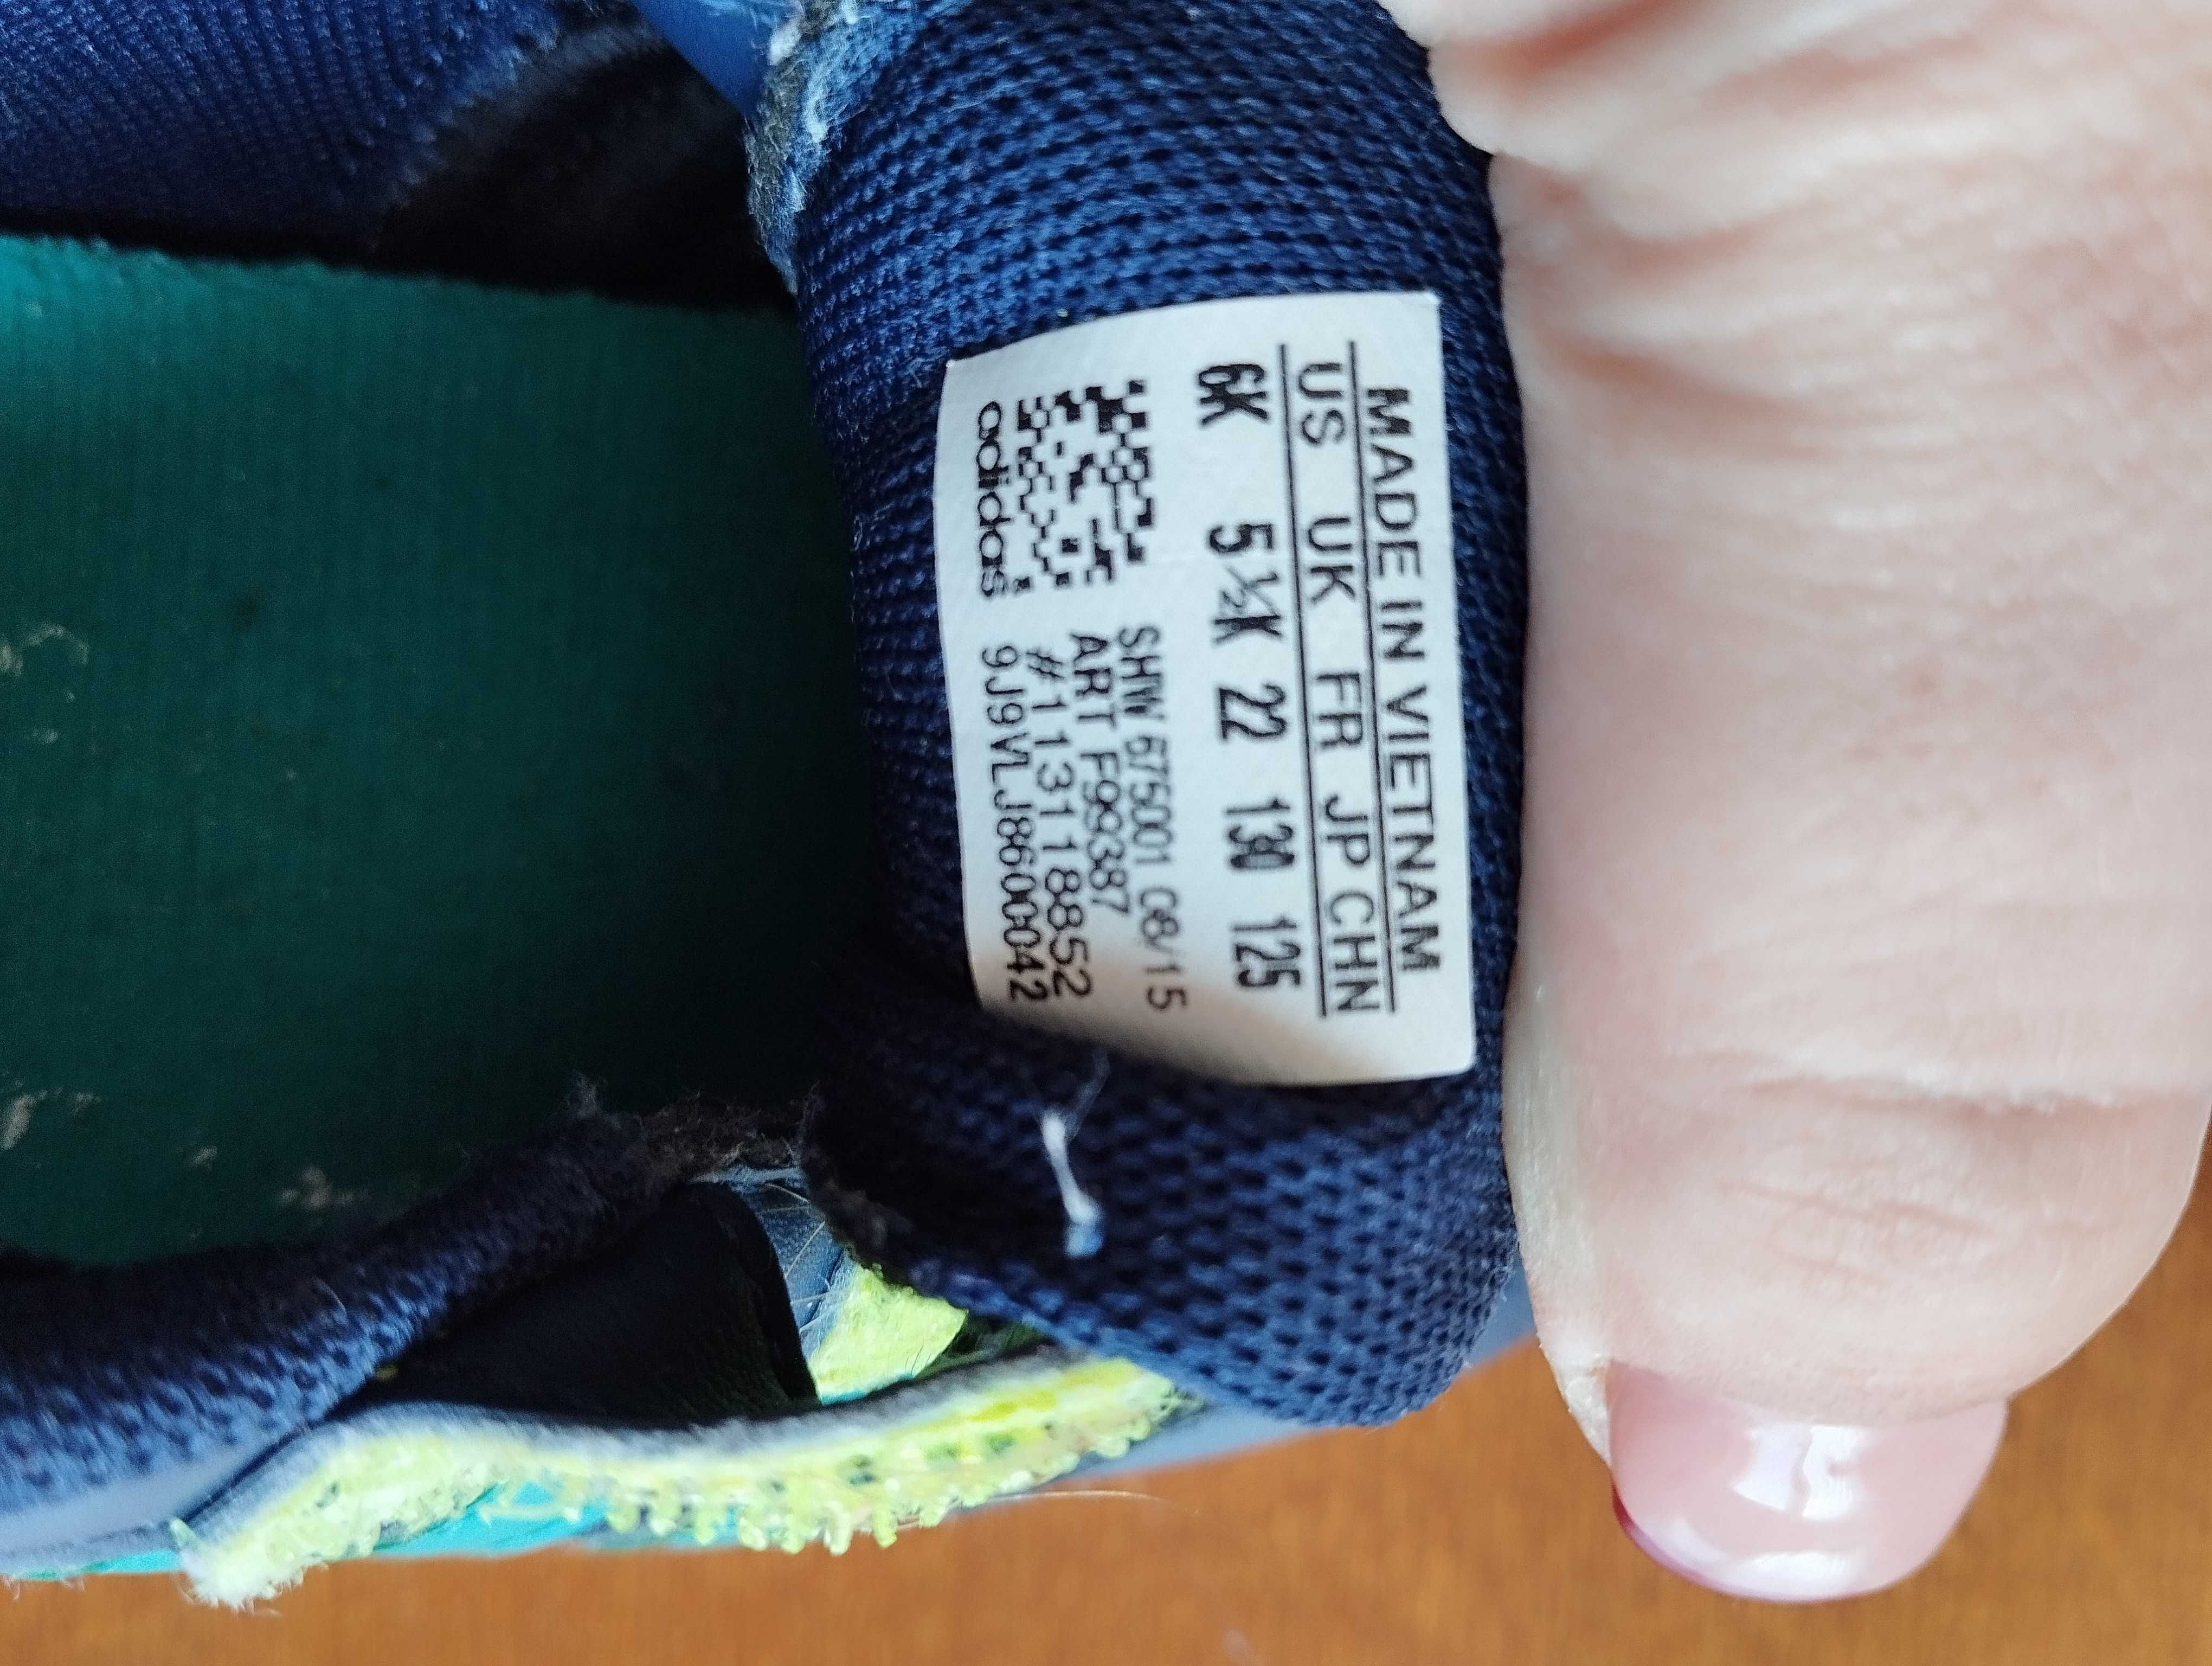 MADE IN VIETNAM
US UK FR JP CHN
6K 5½K 22 130 125
SHW 675001 08/15
ART F99387
#113118852
9J9VLJ8600042
adidas